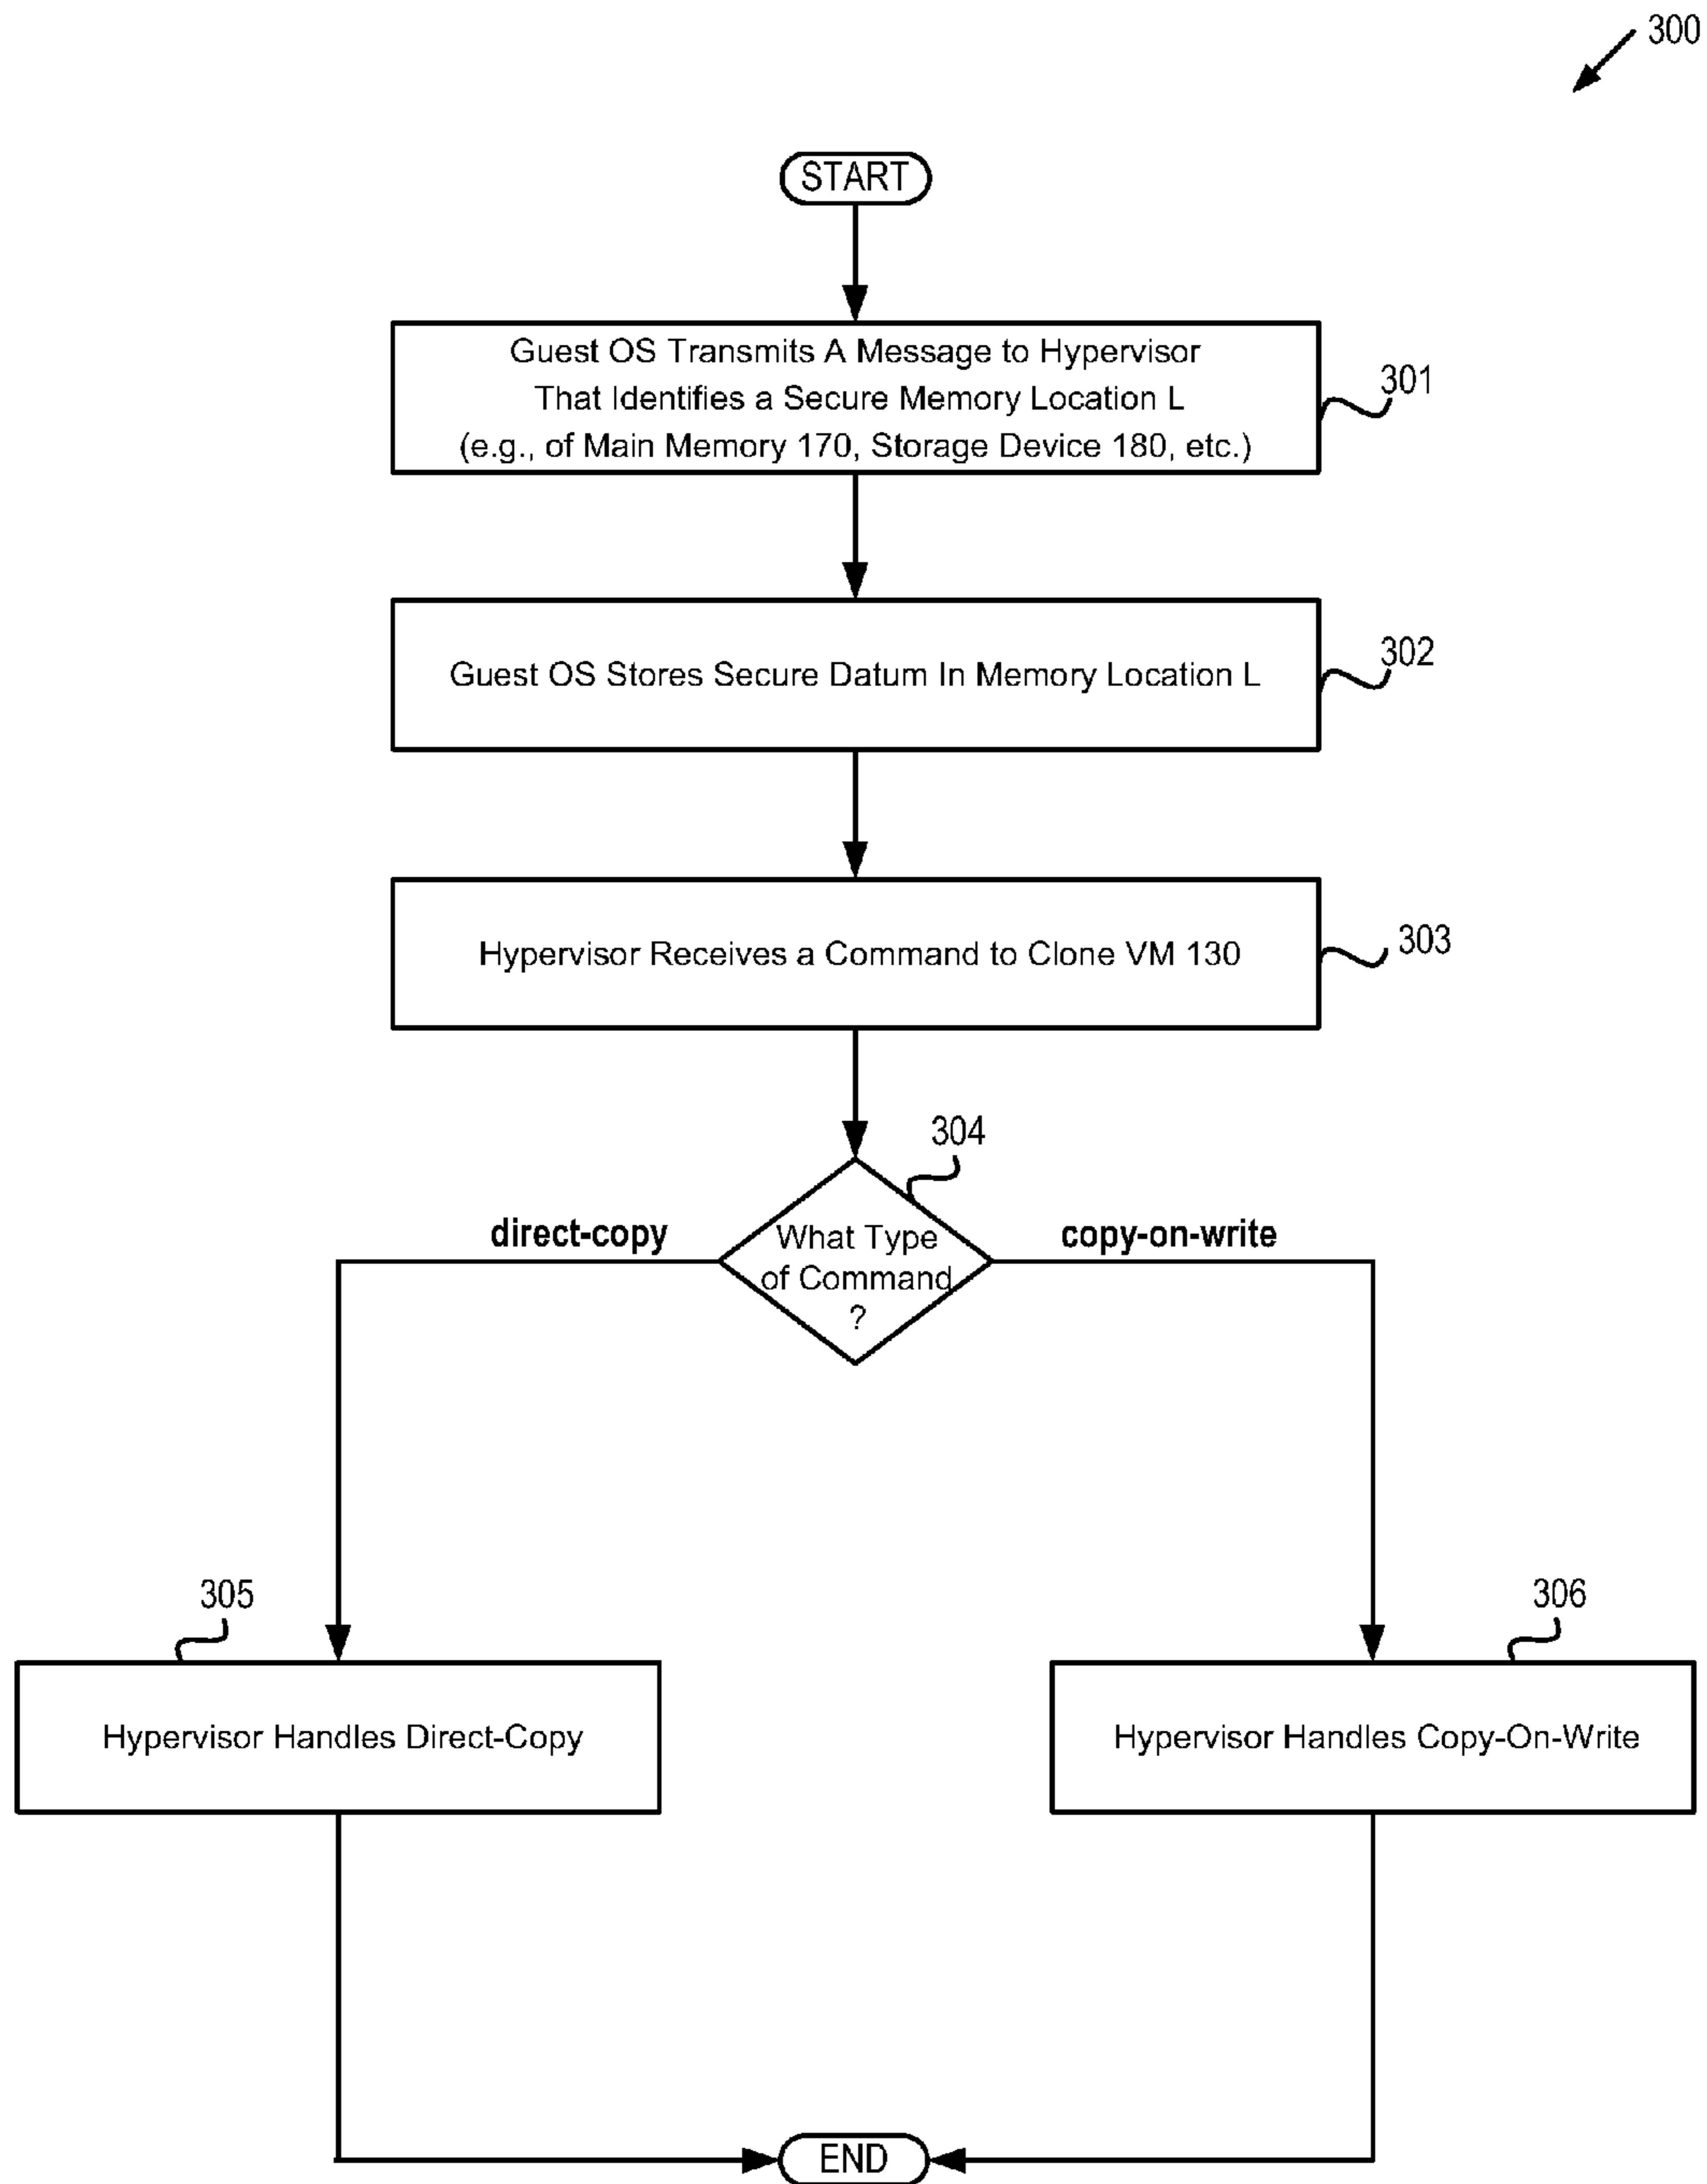 300
START
Guest OS Transmits A Message to Hypervisor
That Identifies a Secure Memory Location L
(e.g., of Main Memory 170, Storage Device 180, etc.)
301
Guest OS Stores Secure Datum In Memory Location L
302
Hypervisor Receives a Command to Clone VM 130
303
304
direct-copy
What Type
of Command
?
copy-on-write
305
306
Hypervisor Handles Direct-Copy
Hypervisor Handles Copy-On-Write
END